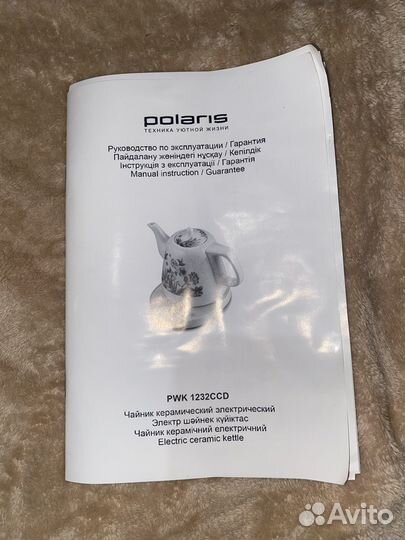 polaris
ТЕХНИКА УЮТНОЙ ЖИЗНИ
Руководство по эксплуатации / Гарантия
Пайдалану жөніндегі нұсқау / Кепілдік
Інструкція з експлуатації / Гарантія
Manual instruction / Guarantee
PWK 1232CCD
Чайник керамический электрический
Электр шәйнек күйіктас
Чайник керамічний електричний
Electric ceramic kettle
Avito